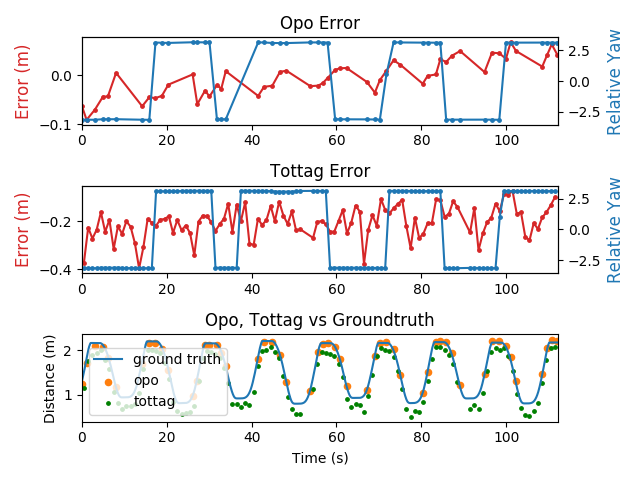 Opo Error
Error (m)
0.0
−0.1
2.5
0.0
−2.5
Relative Yaw
0 20 40 60 80 100
Tottag Error
Error (m)
−0.2
−0.4
2.5
0.0
−2.5
Relative Yaw
0 20 40 60 80 100
Opo, Tottag vs Groundtruth
Distance (m)
2
1
ground truth
opo
tottag
0 20 40 60 80 100
Time (s)